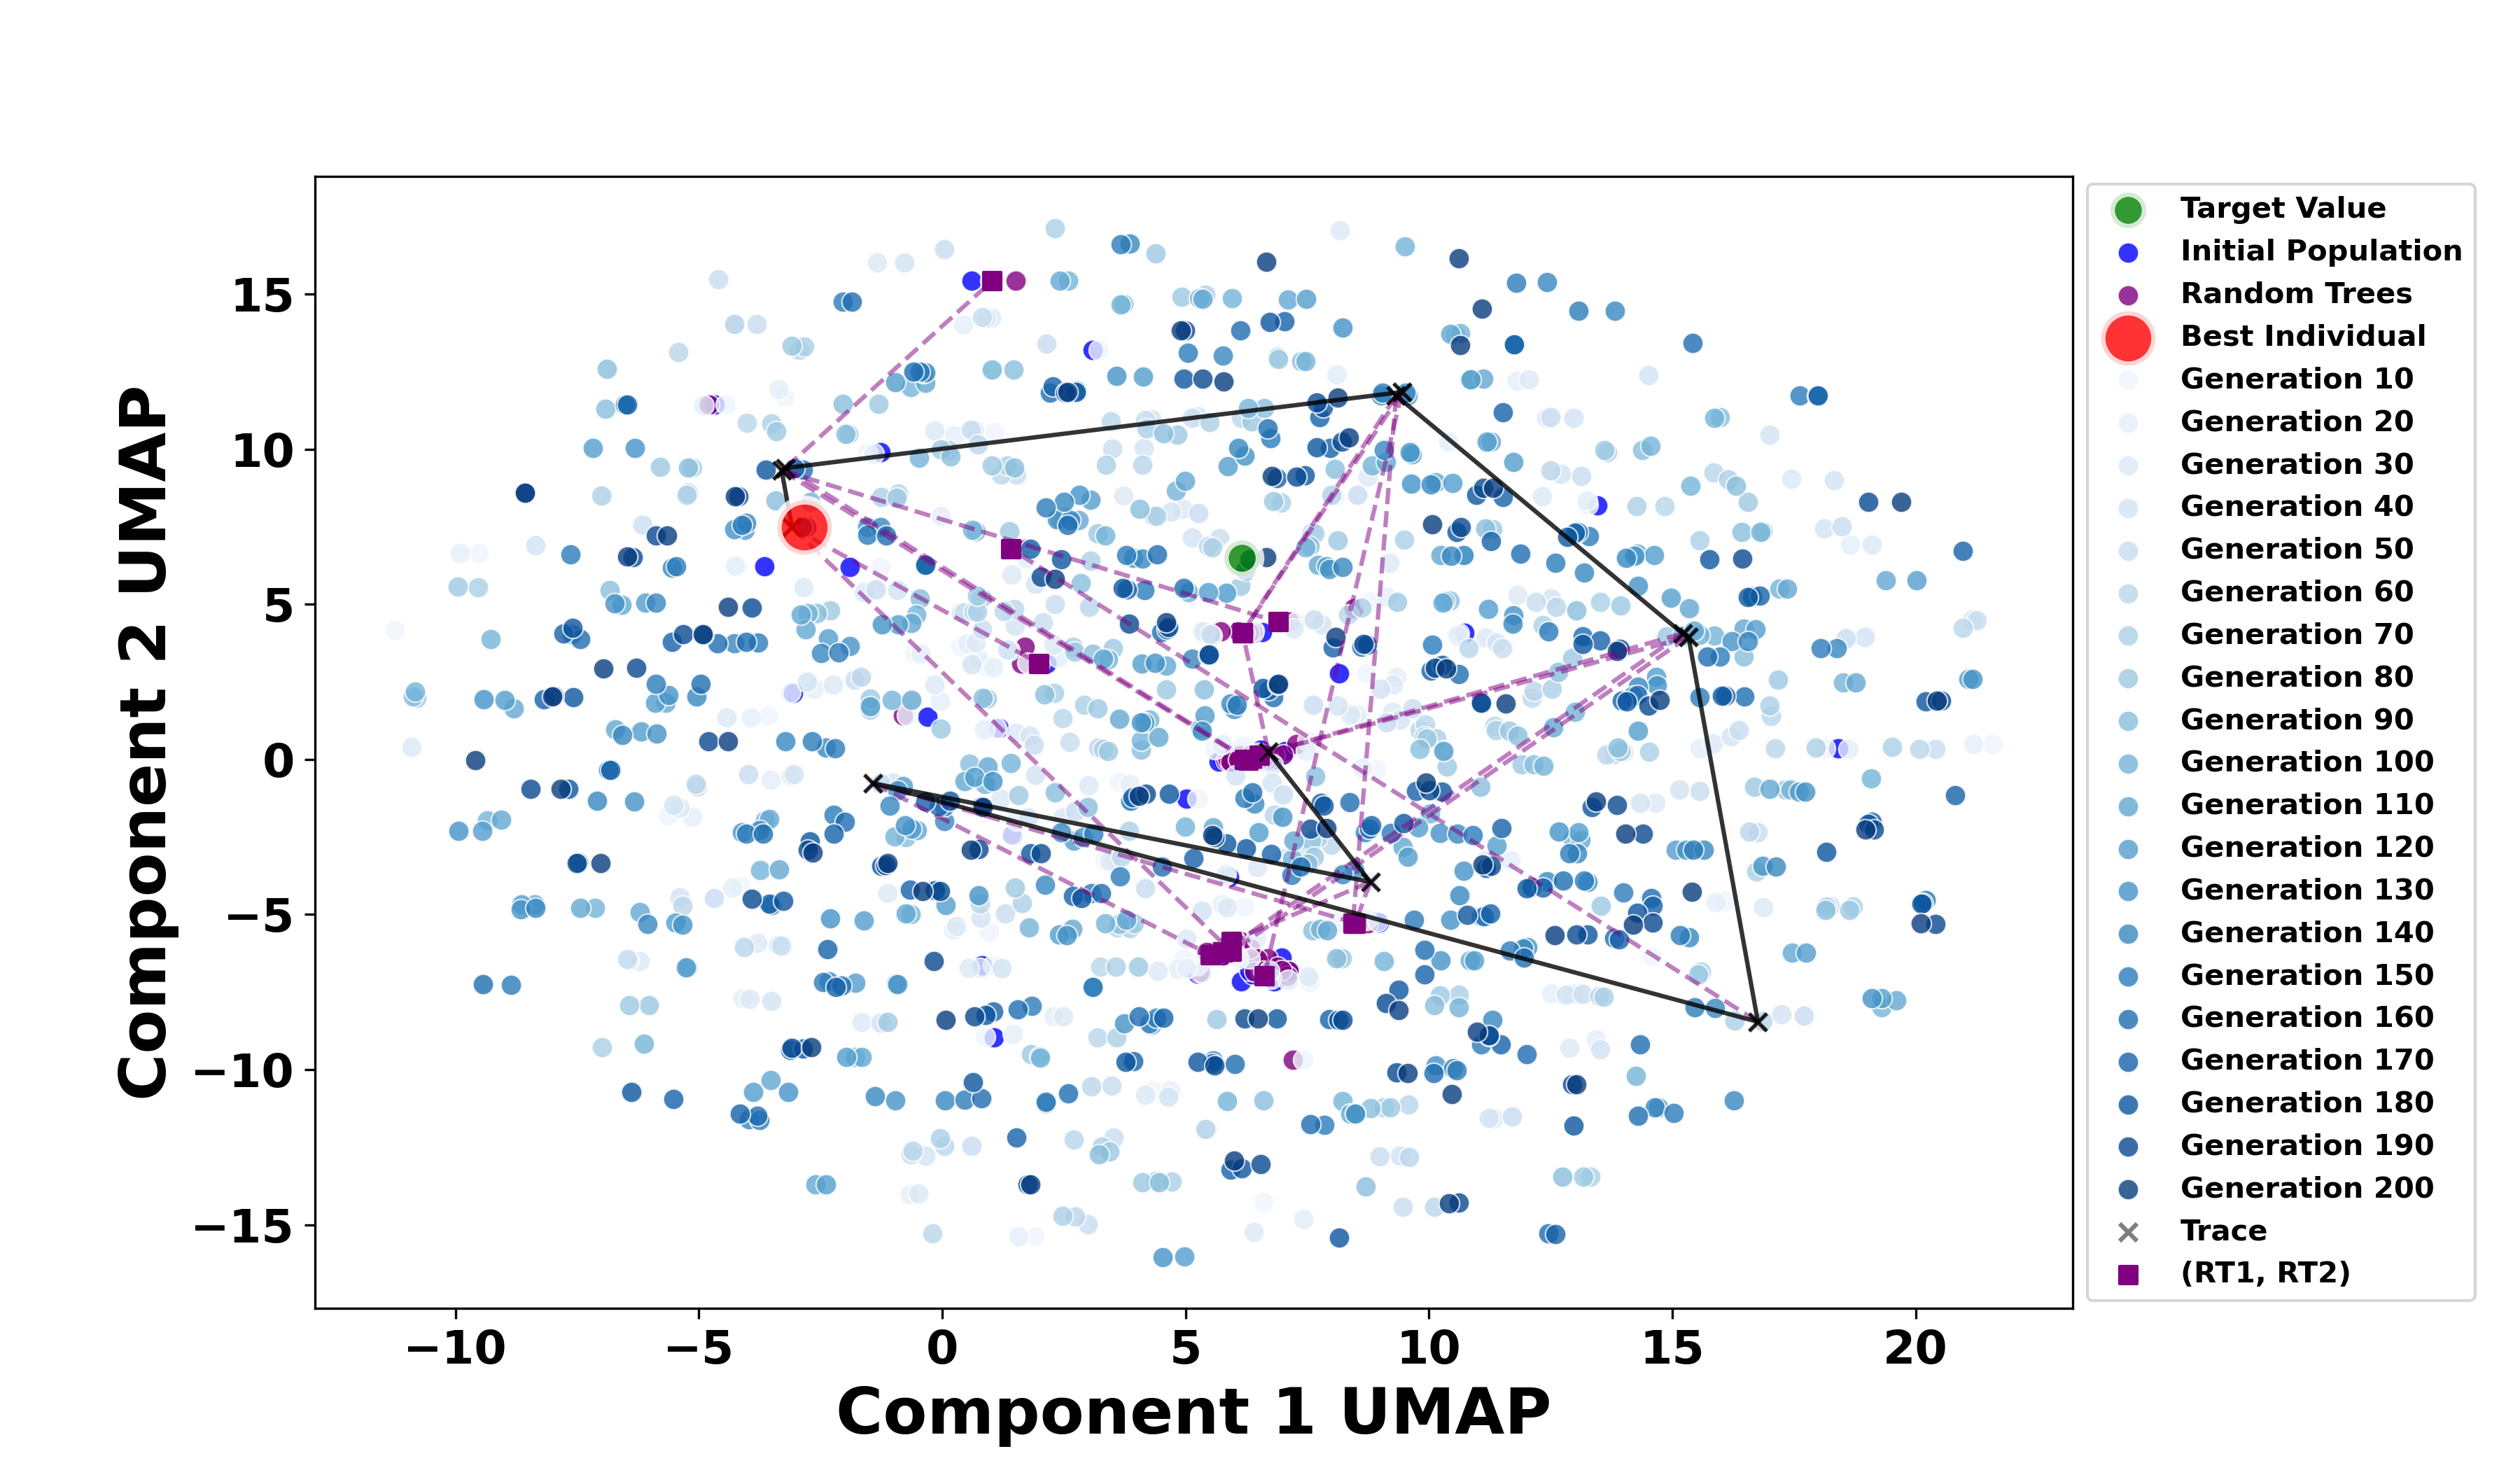 Component 2 UMAP
15
10
5
0
−5
−10
−15
−10
−5
0
5
10
15
20
Component 1 UMAP
Target Value
Initial Population
Random Trees
Best Individual
Generation 10
Generation 20
Generation 30
Generation 40
Generation 50
Generation 60
Generation 70
Generation 80
Generation 90
Generation 100
Generation 110
Generation 120
Generation 130
Generation 140
Generation 150
Generation 160
Generation 170
Generation 180
Generation 190
Generation 200
Trace
(RT1, RT2)